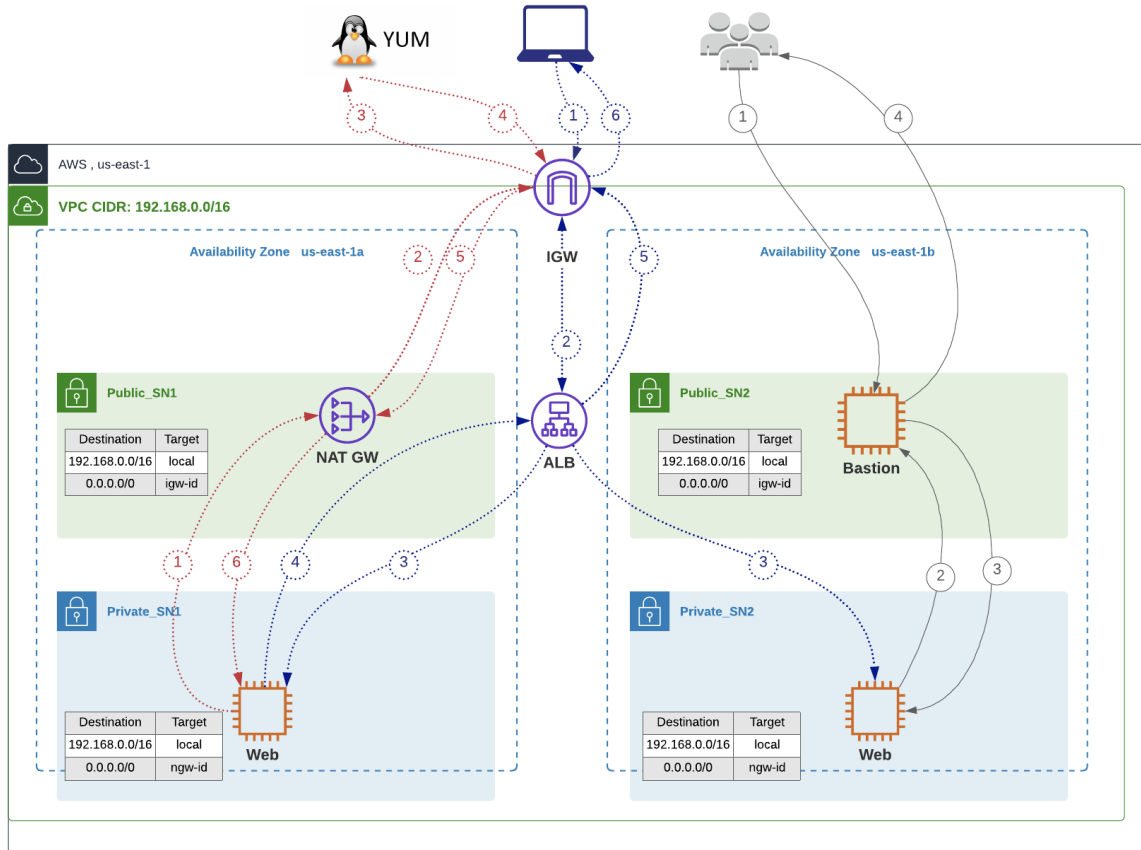 YUM
3
4
1
6
1
4
AWS , us-east-1
VPC CIDR: 192.168.0.0/16
Availability Zone us-east-1a
2
5
IGW
5
Availability Zone us-east-1b
2
Public_SN1
Destination Target
192.168.0.0/16 local
0.0.0.0/0 igw-id
NAT GW
ALB
Public_SN2
Destination Target
192.168.0.0/16 local
0.0.0.0/0 igw-id
Bastion
1
6
4
3
3
2
3
Private_SN1
Destination Target
192.168.0.0/16 local
0.0.0.0/0 ngw-id
Web
Private_SN2
Destination Target
192.168.0.0/16 local
0.0.0.0/0 ngw-id
Web